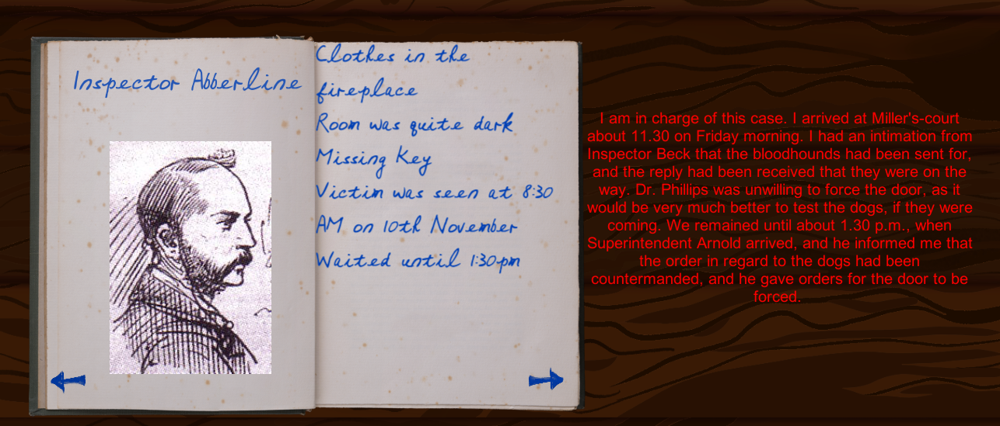 Inspector Abberline
Clothes in the
fireplace
Room was quite dark
Missing Key
Victim was seen at 8:30
AM on 10th November
Waited until 1:30pm
I am in charge of this case. I arrived at Miller's-court
about 11.30 on Friday morning. I had an intimation from
Inspector Beck that the bloodhounds had been sent for,
and the reply had been received that they were on the
way. Dr. Phillips was unwilling to force the door, as it
would be very much better to test the dogs, if they were
coming. We remained until about 1.30 p.m., when
Superintendent Arnold arrived, and he informed me that
the order in regard to the dogs had been
countermanded, and he gave orders for the door to be
forced.